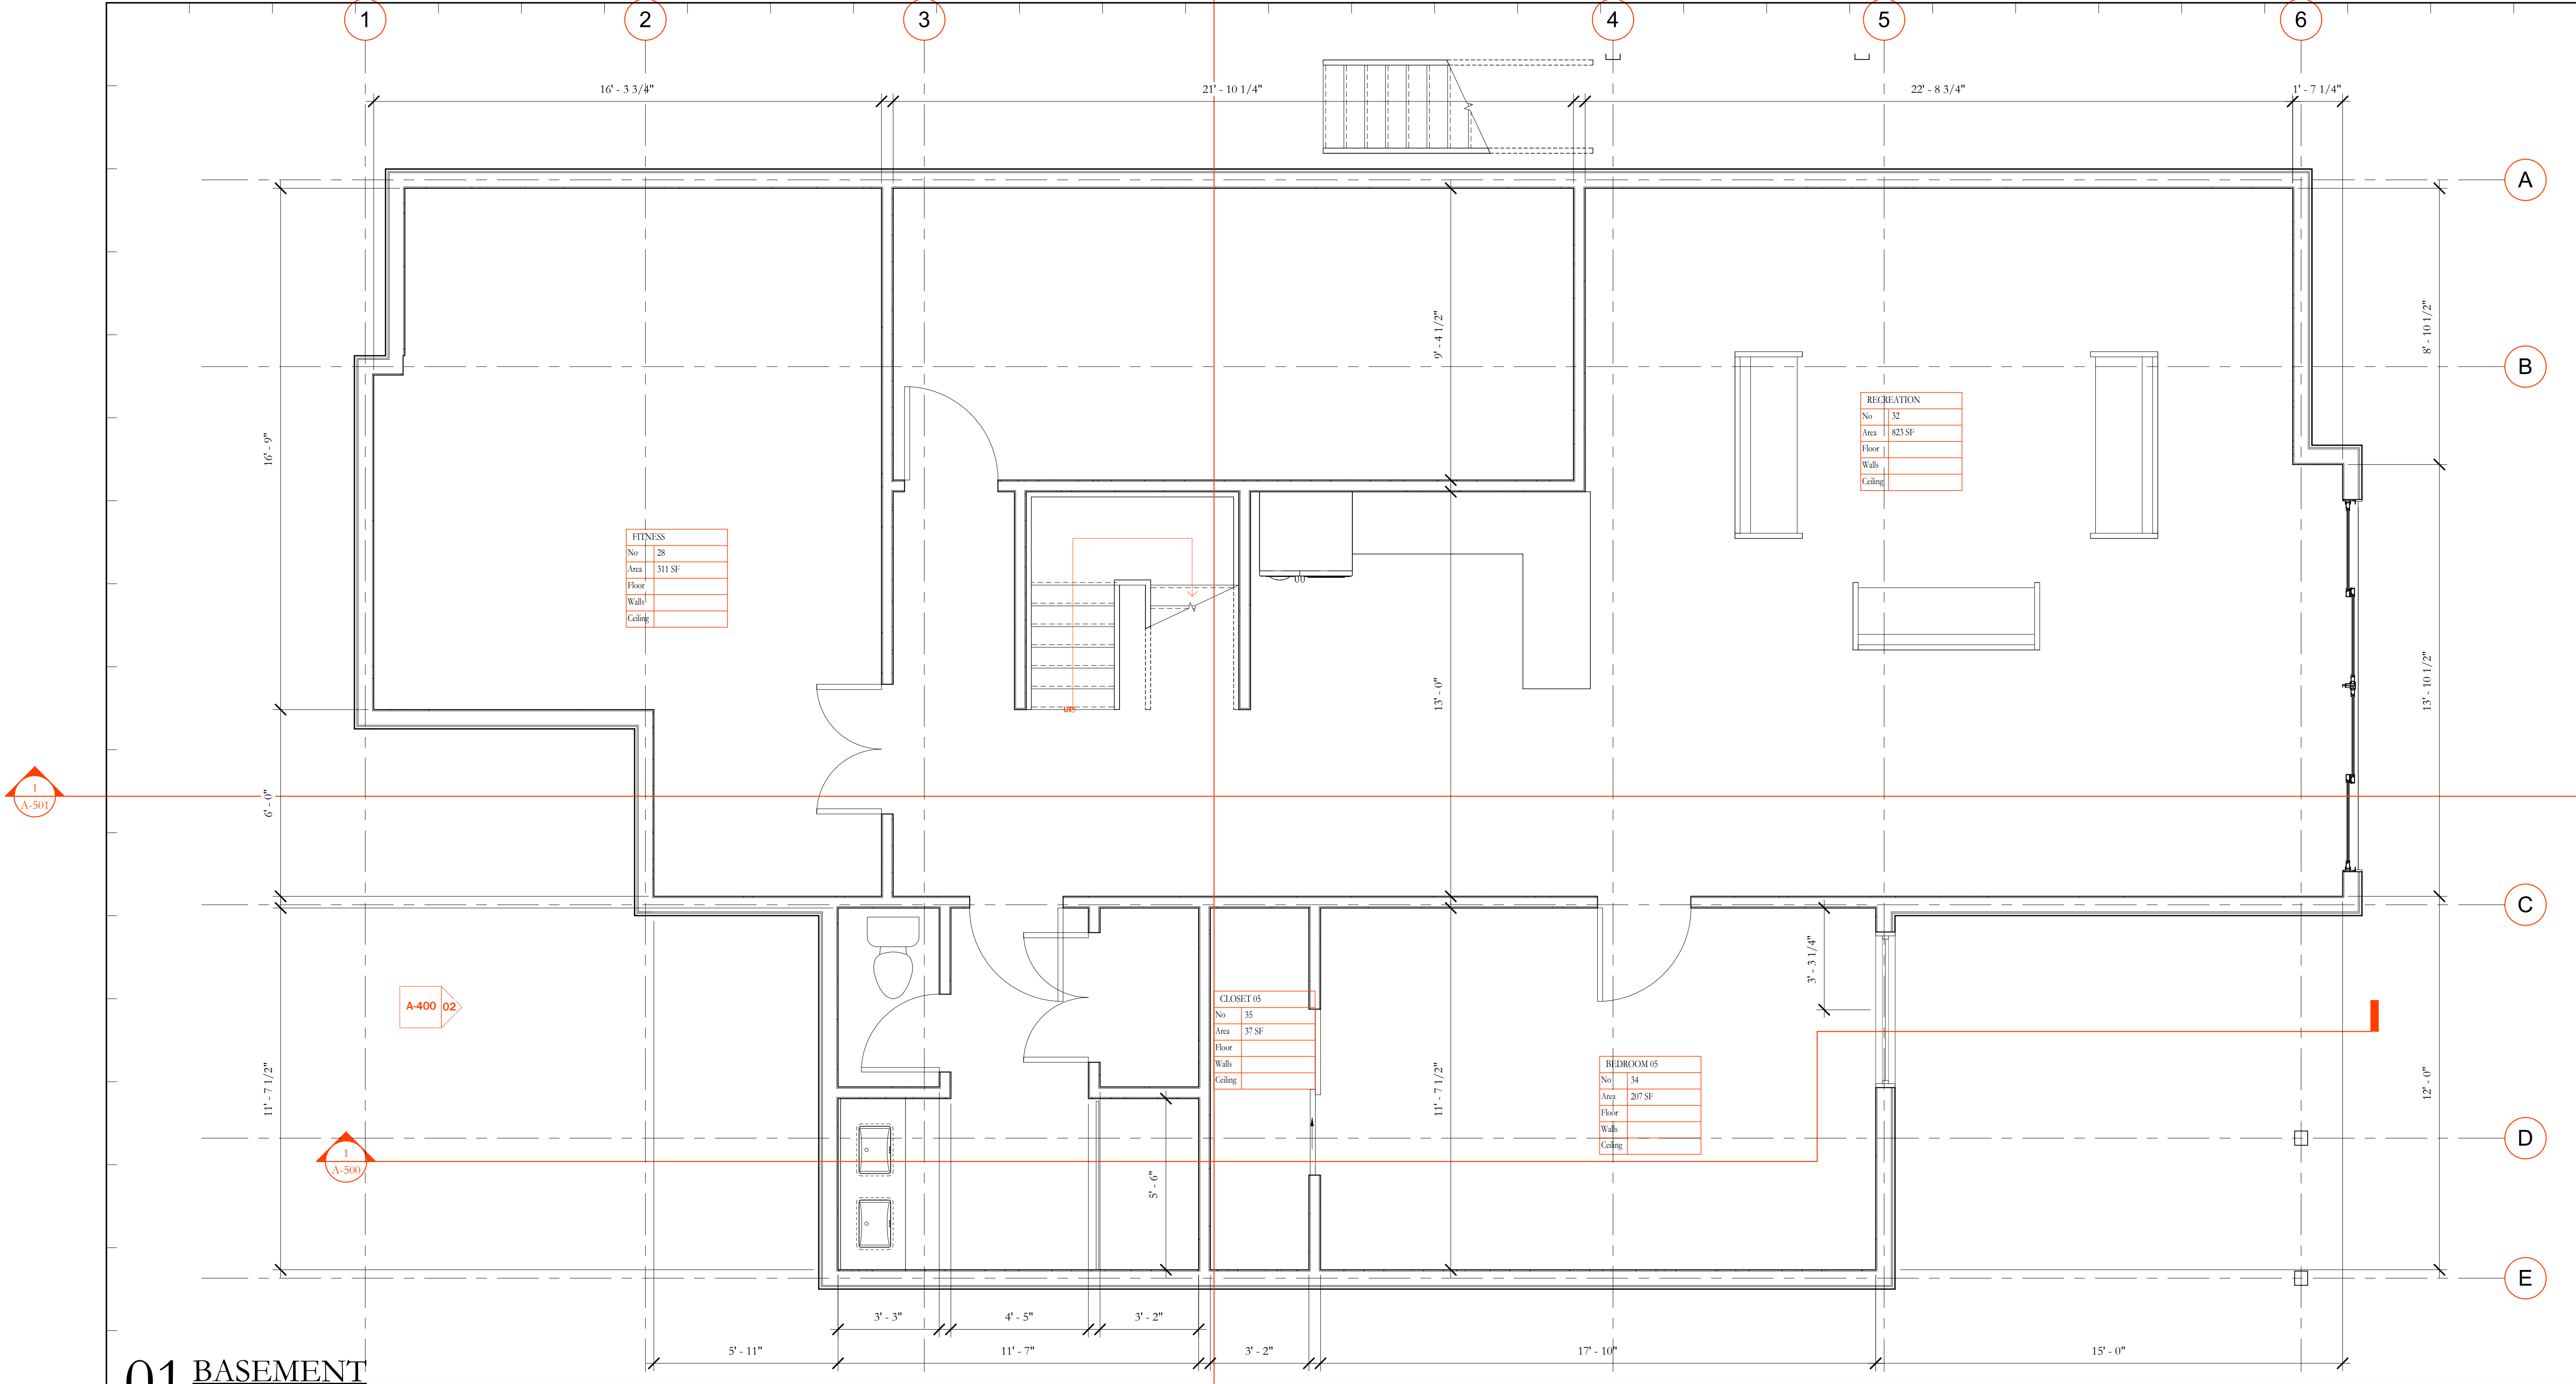 1 2 3 4 5 6
16' - 3 3/4" 21' - 10 1/4" 22' - 8 3/4" 1' - 7 1/4"
A
9' - 4 1/2"
8' - 10 1/2"
B
16' - 9"
RECREATION
No 32
Area 823 SF
Floor
Walls
Ceiling
FITNESS
No 28
Area 311 SF
Floor
Walls
Ceiling
13' - 0"
13' - 10 1/2"
UP
1
A-501
6' - 0"
C
3' - 3 1/4"
A-400 02
CLOSET 05
No 35
Area 37 SF
Floor
Walls
Ceiling
BEDROOM 05
No 34
Area 207 SF
Floor
Walls
Ceiling
11' - 7 1/2"
11' - 7 1/2"
12' - 0"
D
1
A-500
5' - 6"
E
3' - 3" 4' - 5" 3' - 2"
5' - 11" 11' - 7" 3' - 2" 17' - 10" 15' - 0"
01 BASEMENT